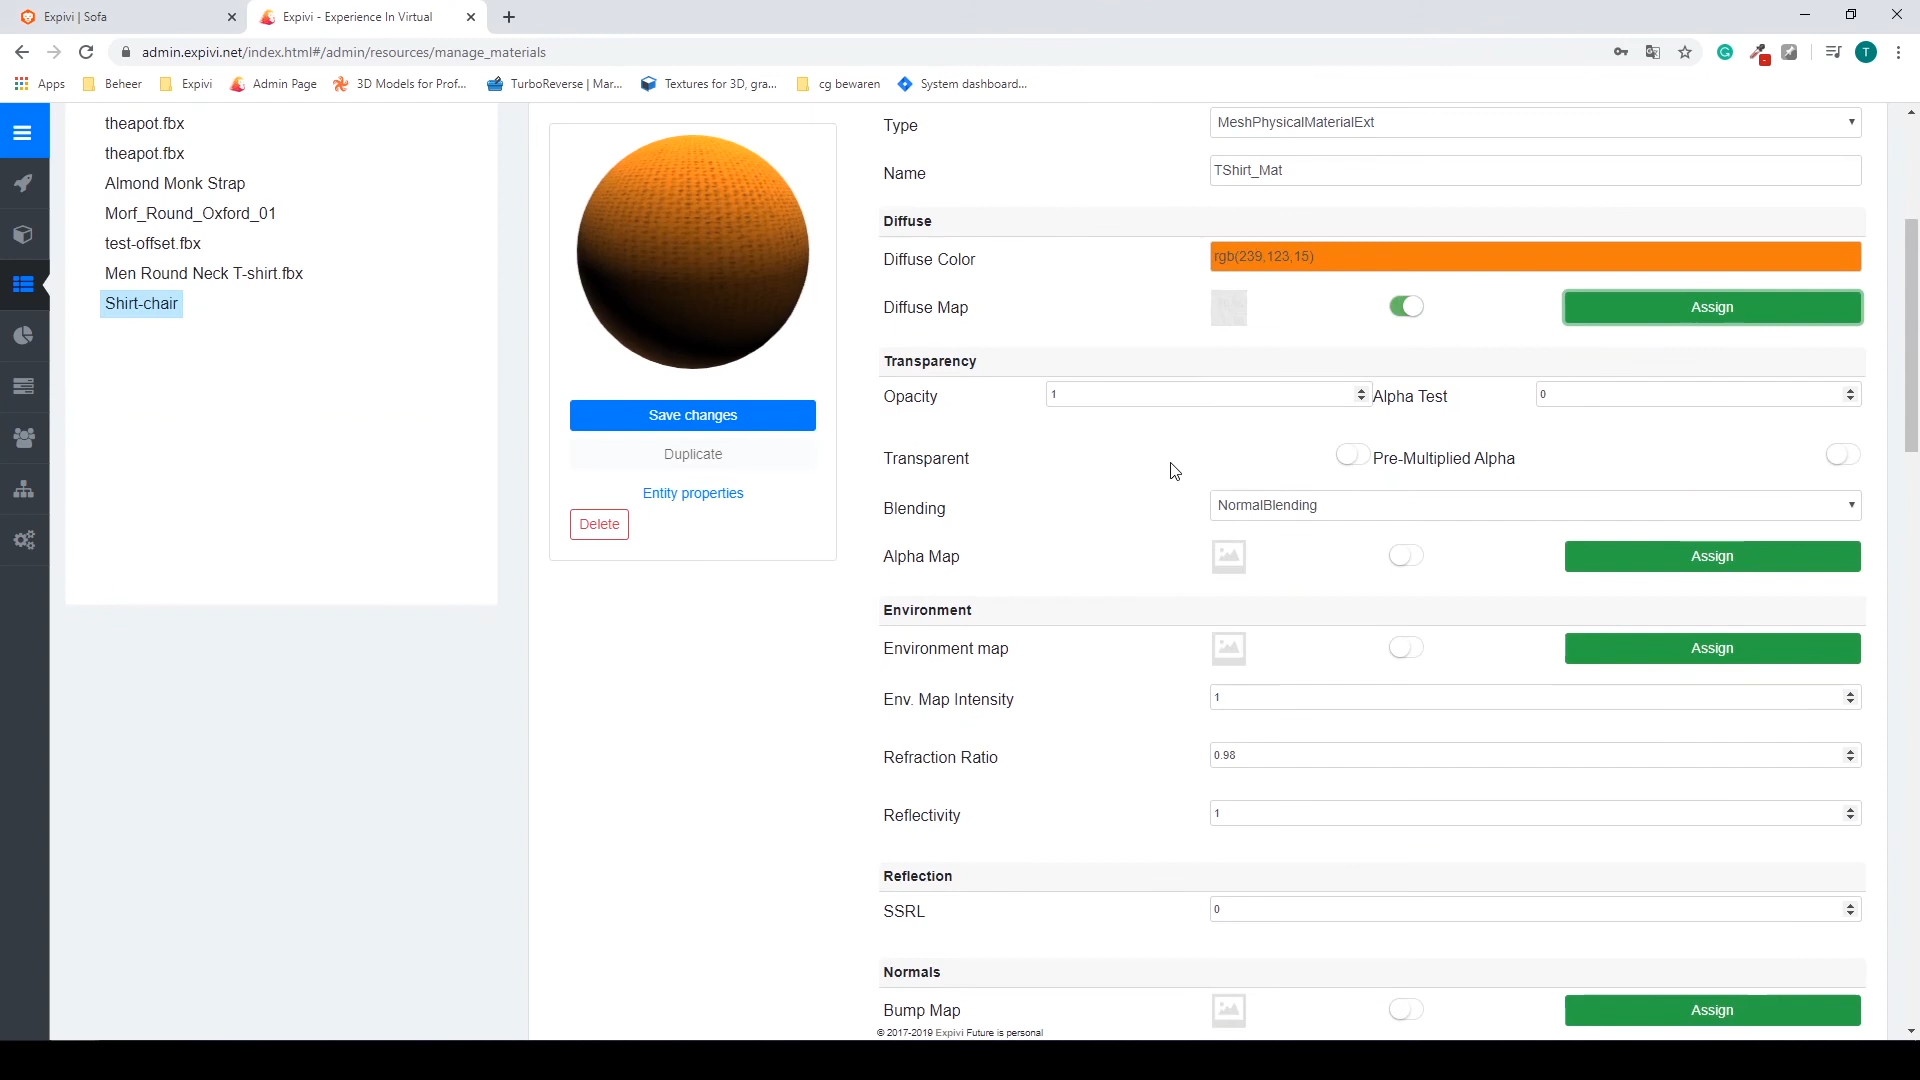 Expivi | Sofa
Expivi - Experience In Virtual
admin.expivi.net/index.html#/admin/resources/manage_materials
T
Apps
Beheer
Expivi
Admin Page
3D Models for Prof...
TurboReverse | Mar...
Textures for 3D, gra...
cg bewaren
System dashboard...
theapot.fbx
theapot.fbx
Almond Monk Strap
Morf_Round_Oxford_01
test-offset.fbx
Men Round Neck T-shirt.fbx
Shirt-chair
Save changes
Duplicate
Entity properties
Delete
Type
MeshPhysicalMaterialExt
Name
TShirt_Mat
Diffuse
Diffuse Color
rgb(239,123,15)
Diffuse Map
Assign
Transparency
Opacity
1
Alpha Test
0
Transparent
Pre-Multiplied Alpha
Blending
NormalBlending
Alpha Map
Assign
Environment
Environment map
Assign
Env. Map Intensity
1
Refraction Ratio
0.98
Reflectivity
1
Reflection
SSRL
0
Normals
Bump Map
Assign
© 2017-2019 Expivi Future is personal